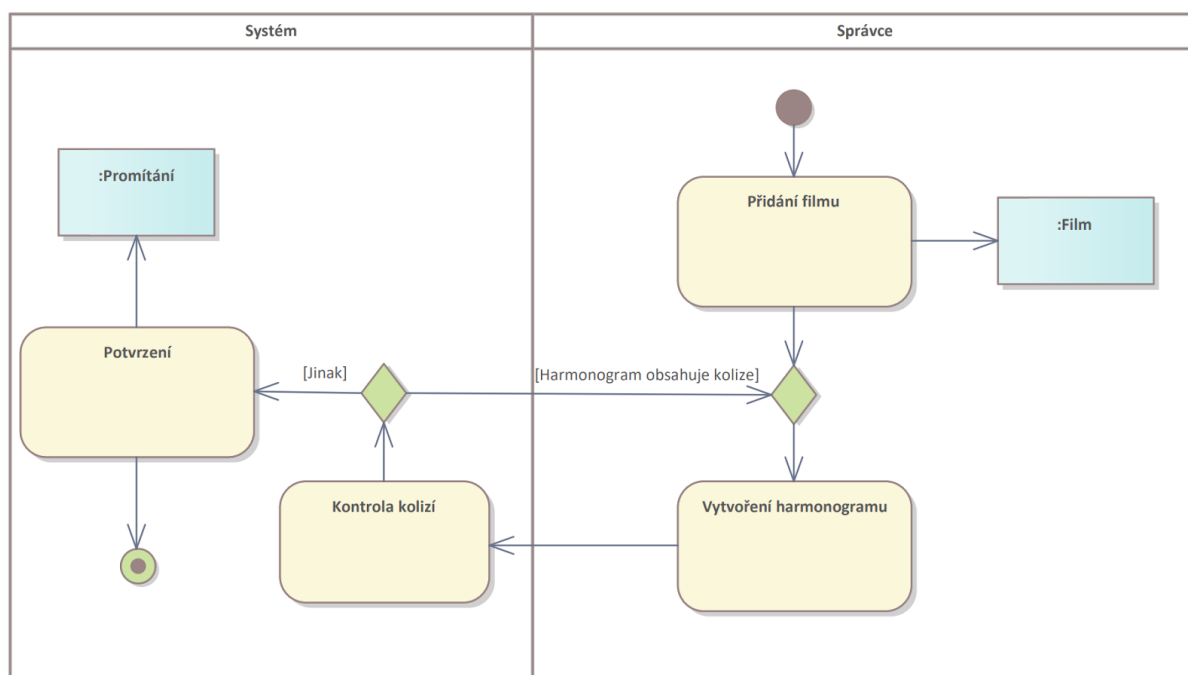 Systém
Správce
:Promítání
Přidání filmu
:Film
Potvrzení
[Jinak]
[Harmonogram obsahuje kolize]
Kontrola kolizí
Vytvoření harmonogramu